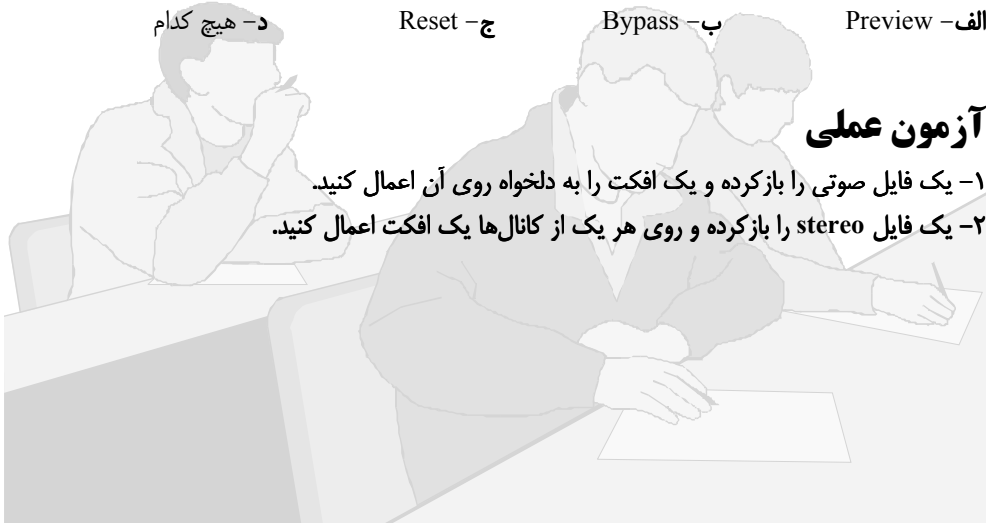 الف- Preview ب- Bypass ج- Reset د- هیچ کدام
آزمون عملی
۱- یک فایل صوتی را بازکرده و یک افکت را به دلخواه روی آن اعمال کنید.
۲- یک فایل stereo را بازکرده و روی هر یک از کانال‌ها یک افکت اعمال کنید.